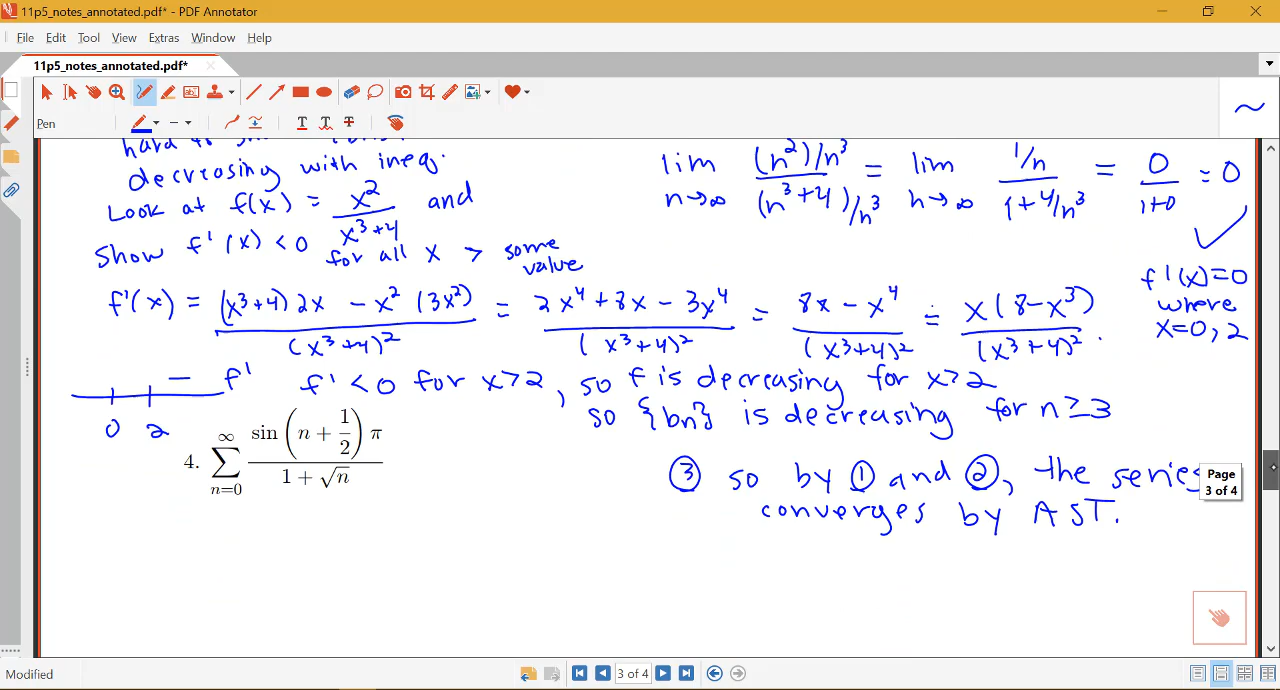 11p5_notes_annotated.pdf* - PDF Annotator
File Edit Tool View Extras Window Help
11p5_notes_annotated.pdf*
Pen
decreasing with ineq.
Look at f(x) = x^2/(x^3+4) and
show f'(x) < 0 for all x > some value
lim n→∞ (n^2)/n^3 / (n^3+4)/n^3 = lim n→∞ 1/n / 1+4/n^3 = 0/1+0 = 0
f'(x)=0
where
x=0,2
f'(x) = (x^3+4)2x - x^2(3x^2) / (x^3+4)^2 = 2x^4+8x-3x^4 / (x^3+4)^2 = 8x-x^4 / (x^3+4)^2 = x(8-x^3) / (x^3+4)^2.
— f' f' < 0 for x>2, so f is decreasing for x>2
0 2
so {bn} is decreasing for n≥3
4. ∑ n=0 ∞ sin(n + 1/2)π / 1 + √n
③ so by ① and ②, the series
converges by AST.
Page
3 of 4
Modified
3 of 4